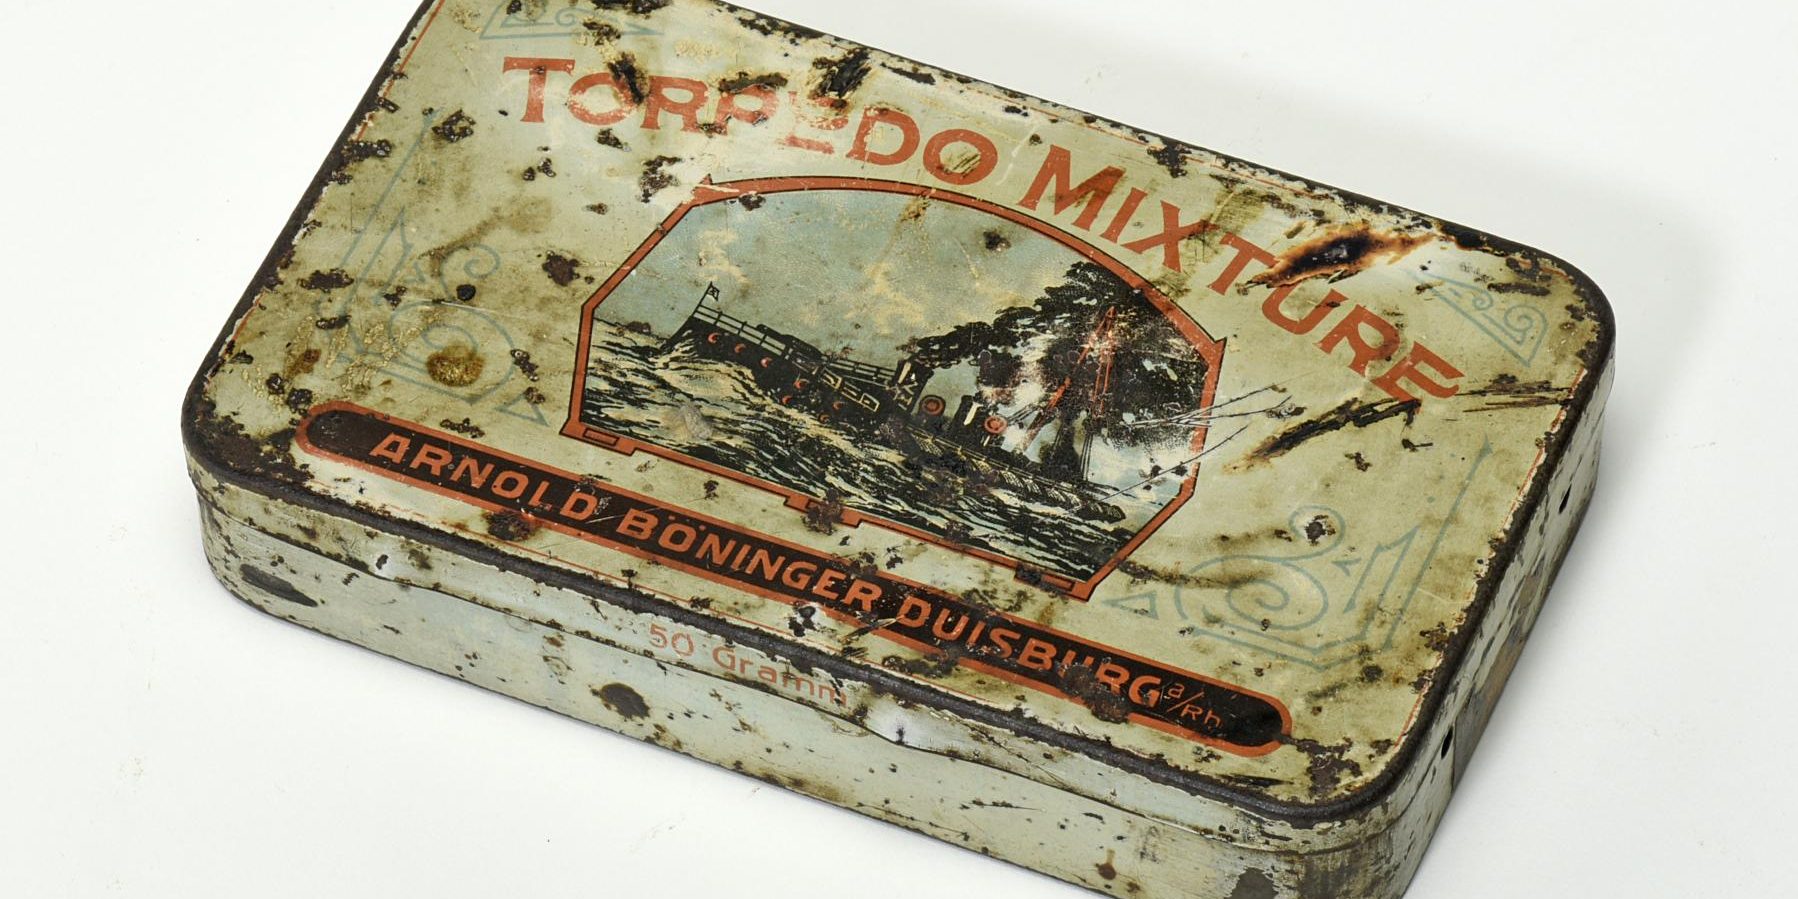 TORPEDO MIXTURE
ARNOLD BÖNINGER DUISBURG a/Rh
50 Gramm